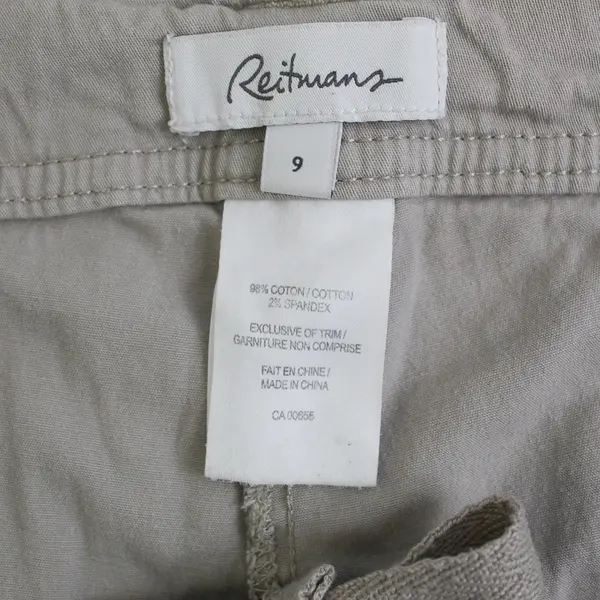 Reitmans
9
98% COTON / COTTON
2% SPANDEX
EXCLUSIVE OF TRIM /
GARNITURE NON COMPRISE
FAIT EN CHINE /
MADE IN CHINA
CA 00656